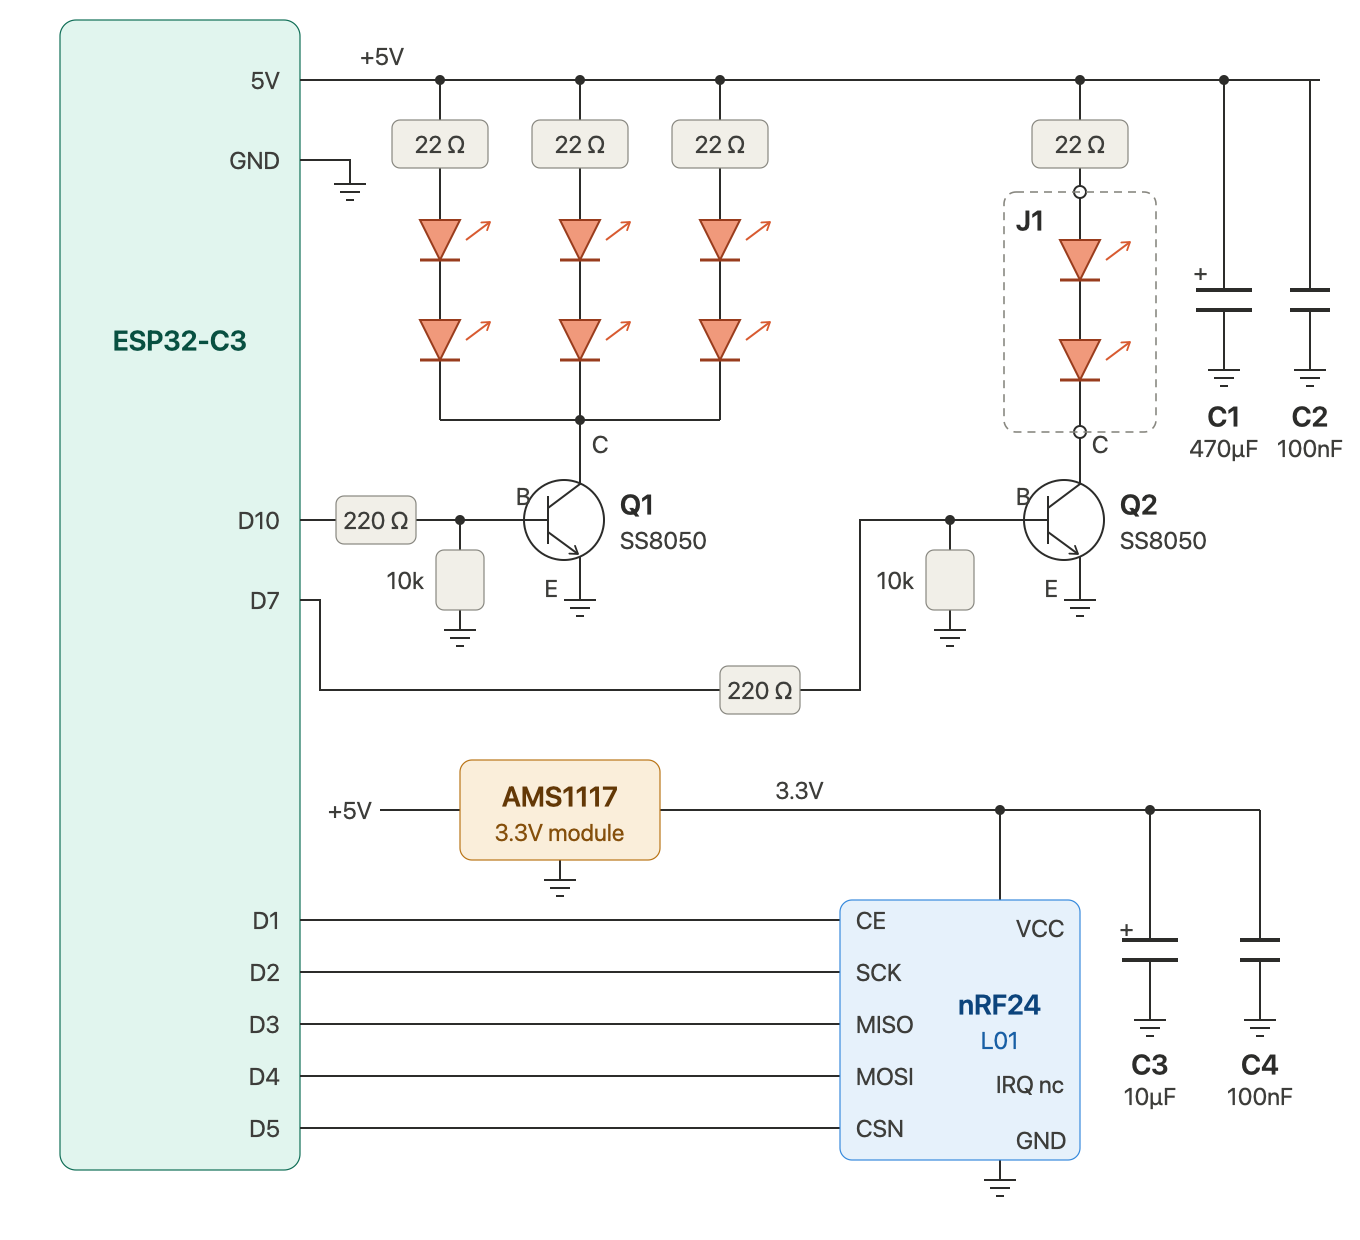 +5V
5V
22 Ω
22 Ω
22 Ω
22 Ω
GND
J1
+
ESP32-C3
C1
470µF
C2
100nF
C
C
B
Q1
SS8050
B
Q2
SS8050
D10
220 Ω
10k
E
10k
E
D7
220 Ω
+5V
AMS1117
3.3V module
3.3V
D1
D2
D3
D4
D5
CE
SCK
MISO
MOSI
CSN
VCC
nRF24
L01
IRQ nc
GND
+
C3
10µF
C4
100nF